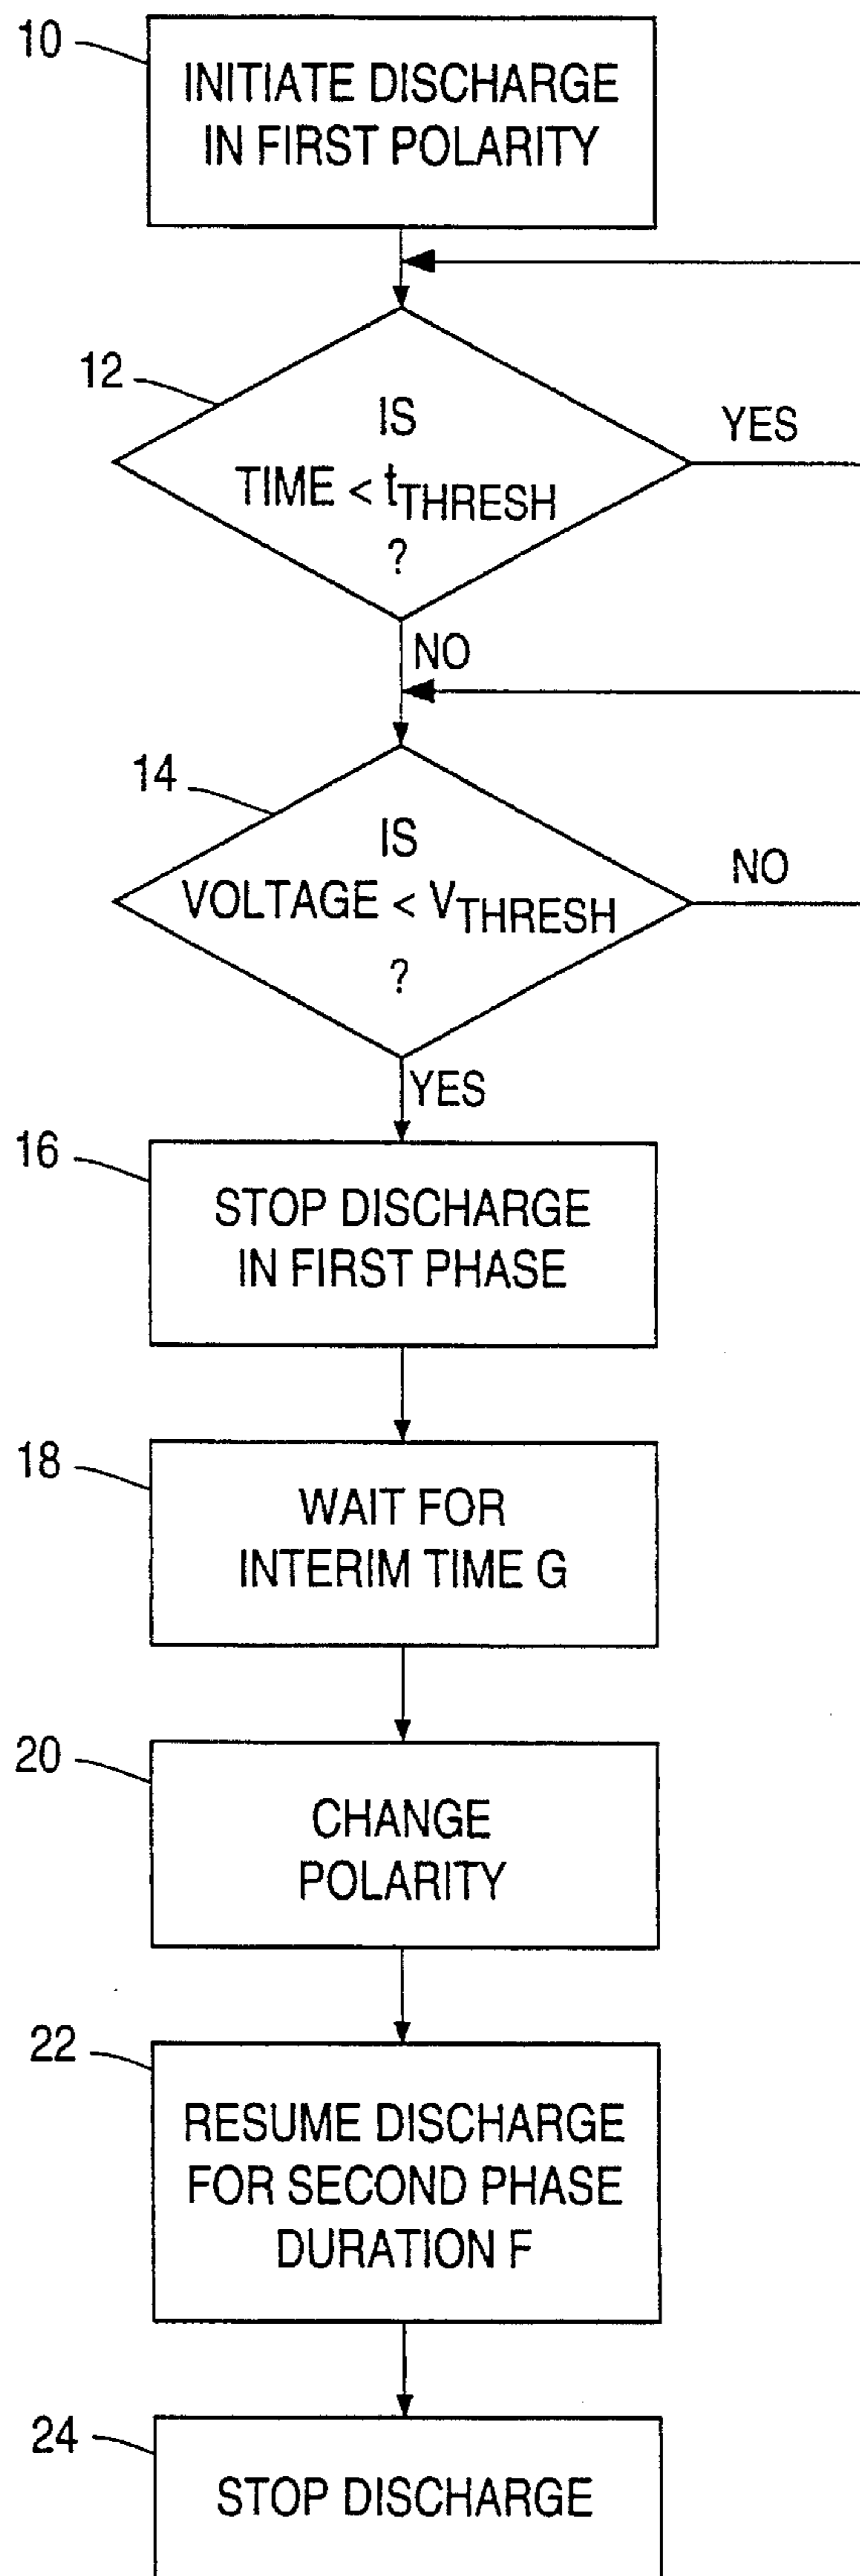 10
INITIATE DISCHARGE
IN FIRST POLARITY
12
IS
TIME < tTHRESH
?
YES
NO
14
IS
VOLTAGE < VTHRESH
?
NO
YES
16
STOP DISCHARGE
IN FIRST PHASE
18
WAIT FOR
INTERIM TIME G
20
CHANGE
POLARITY
22
RESUME DISCHARGE
FOR SECOND PHASE
DURATION F
24
STOP DISCHARGE